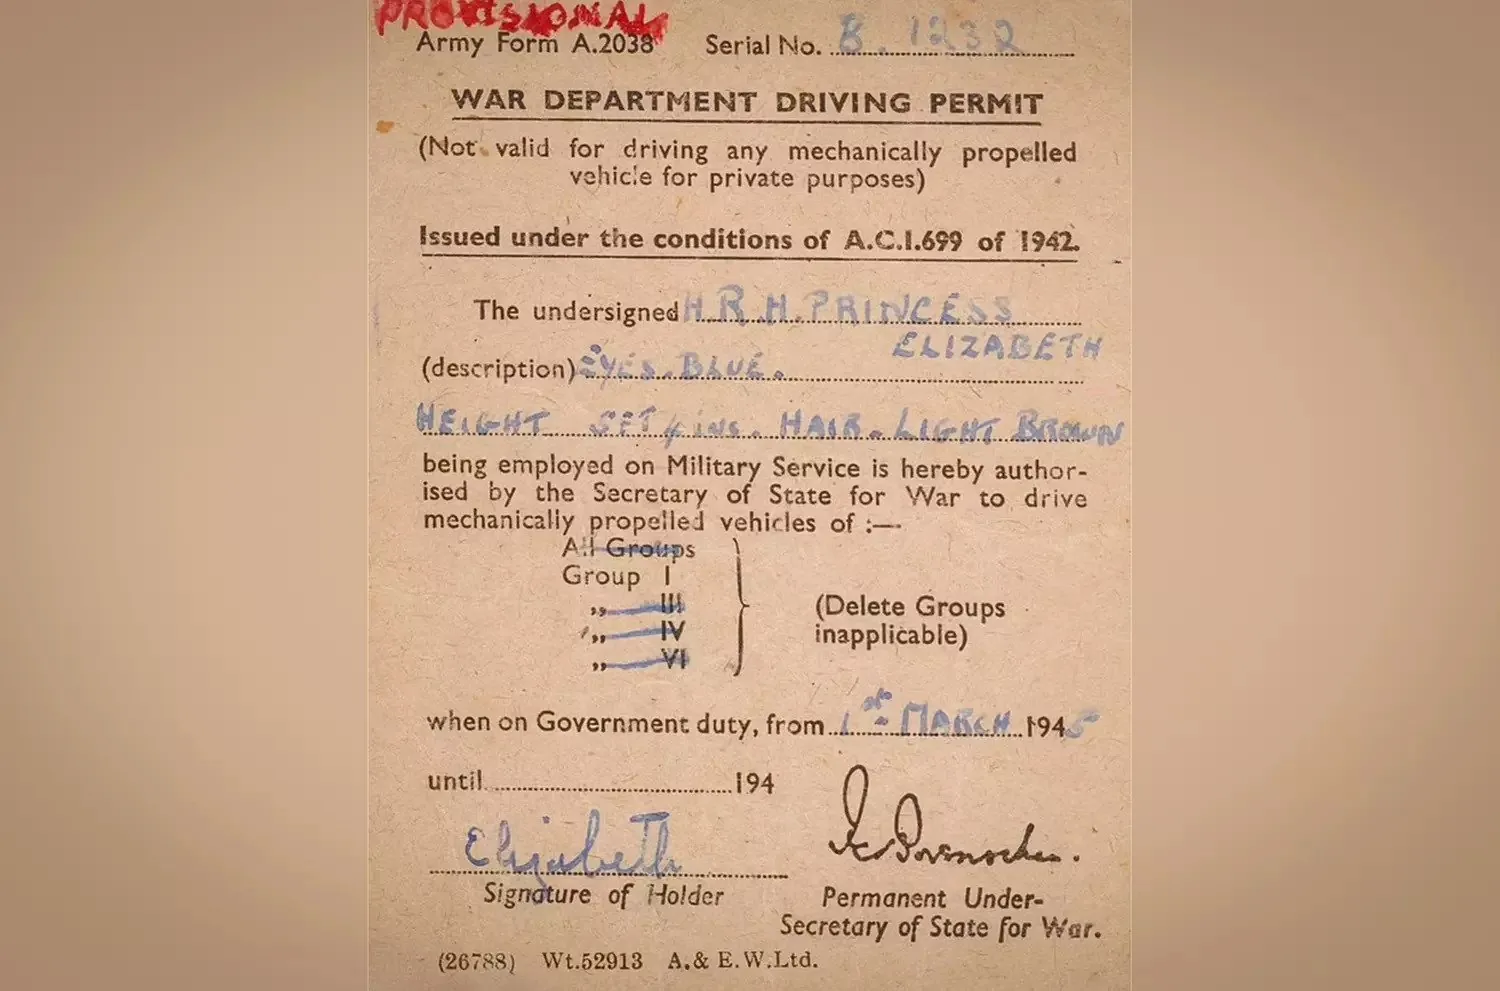 PROVISIONAL
Army Form A.2038 Serial No. B. 1232
WAR DEPARTMENT DRIVING PERMIT
(Not valid for driving any mechanically propelled
vehicle for private purposes)
Issued under the conditions of A.C.I.699 of 1942.
The undersigned H.R.H. PRINCESS
ELIZABETH
(description) EYES. BLUE.
HEIGHT 5FT 4 ins. HAIR. LIGHT BROWN
being employed on Military Service is hereby author-
ised by the Secretary of State for War to drive
mechanically propelled vehicles of :—
All Groups
Group I
„ III
„ IV
„ VI
(Delete Groups
inapplicable)
when on Government duty, from 1st MARCH 1945
until 194
Elizabeth
Signature of Holder
Permanent Under-
Secretary of State for War.
(26788) Wt.52913 A.& E.W.Ltd.